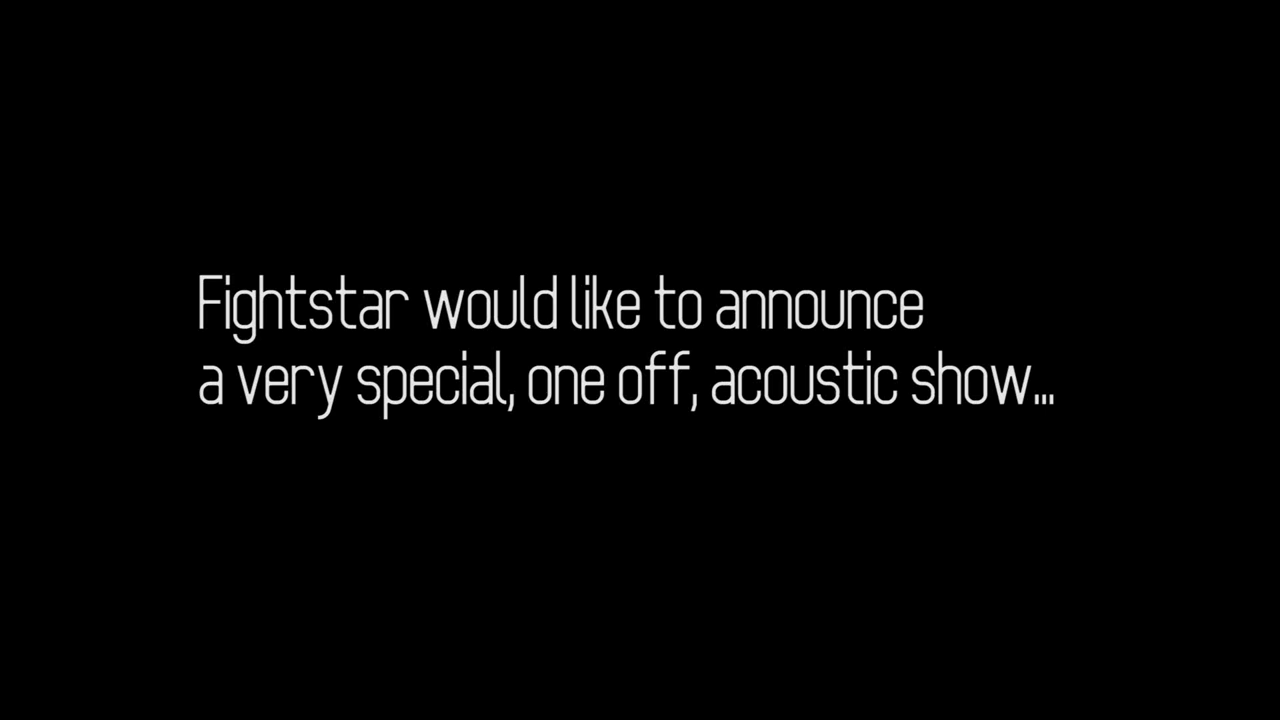 Fightstar would like to announce
a very special, one off, acoustic show...